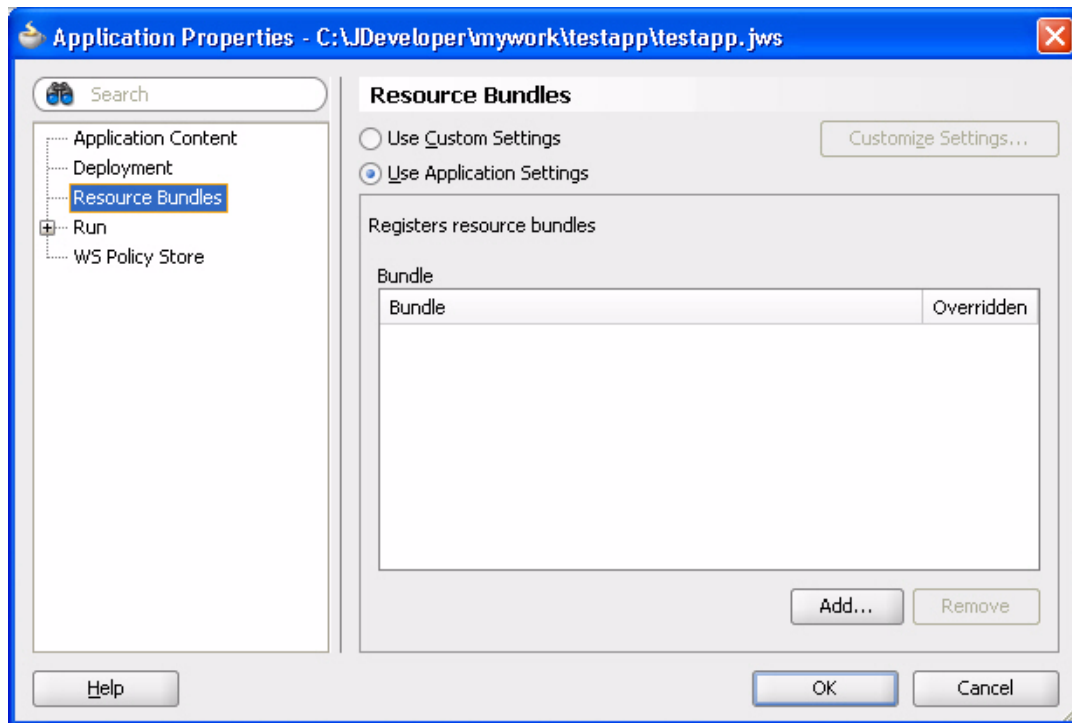 Application Properties - C:\JDeveloper\mywork\testapp\testapp.jws
Search
Application Content
Deployment
Resource Bundles
Run
WS Policy Store
Resource Bundles
Use Custom Settings
Customize Settings...
Use Application Settings
Registers resource bundles
Bundle
Bundle Overridden
Add... Remove
Help OK Cancel